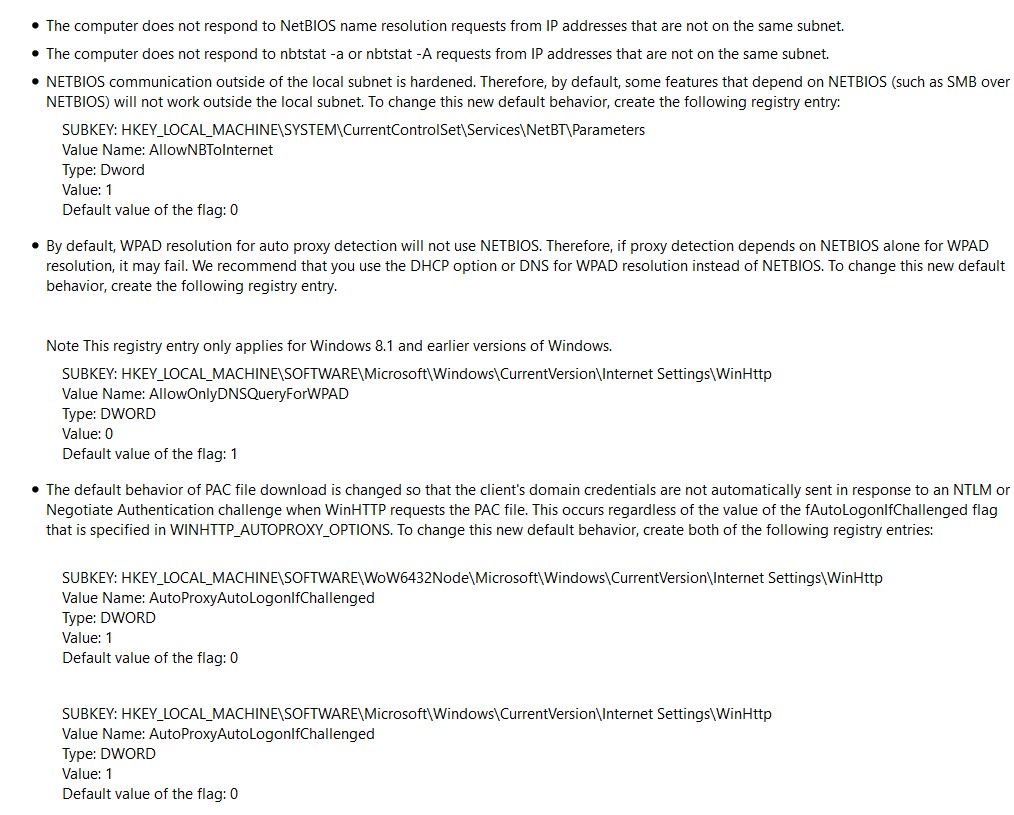 • The computer does not respond to NetBIOS name resolution requests from IP addresses that are not on the same subnet.
• The computer does not respond to nbtstat -a or nbtstat -A requests from IP addresses that are not on the same subnet.
• NETBIOS communication outside of the local subnet is hardened. Therefore, by default, some features that depend on NETBIOS (such as SMB over
NETBIOS) will not work outside the local subnet. To change this new default behavior, create the following registry entry:
SUBKEY: HKEY_LOCAL_MACHINE\SYSTEM\CurrentControlSet\Services\NetBT\Parameters
Value Name: AllowNBToInternet
Type: Dword
Value: 1
Default value of the flag: 0
• By default, WPAD resolution for auto proxy detection will not use NETBIOS. Therefore, if proxy detection depends on NETBIOS alone for WPAD
resolution, it may fail. We recommend that you use the DHCP option or DNS for WPAD resolution instead of NETBIOS. To change this new default
behavior, create the following registry entry.
Note This registry entry only applies for Windows 8.1 and earlier versions of Windows.
SUBKEY: HKEY_LOCAL_MACHINE\SOFTWARE\Microsoft\Windows\CurrentVersion\Internet Settings\WinHttp
Value Name: AllowOnlyDNSQueryForWPAD
Type: DWORD
Value: 0
Default value of the flag: 1
• The default behavior of PAC file download is changed so that the client's domain credentials are not automatically sent in response to an NTLM or
Negotiate Authentication challenge when WinHTTP requests the PAC file. This occurs regardless of the value of the fAutoLogonIfChallenged flag
that is specified in WINHTTP_AUTOPROXY_OPTIONS. To change this new default behavior, create both of the following registry entries:
SUBKEY: HKEY_LOCAL_MACHINE\SOFTWARE\WoW6432Node\Microsoft\Windows\CurrentVersion\Internet Settings\WinHttp
Value Name: AutoProxyAutoLogonIfChallenged
Type: DWORD
Value: 1
Default value of the flag: 0
SUBKEY: HKEY_LOCAL_MACHINE\SOFTWARE\Microsoft\Windows\CurrentVersion\Internet Settings\WinHttp
Value Name: AutoProxyAutoLogonIfChallenged
Type: DWORD
Value: 1
Default value of the flag: 0